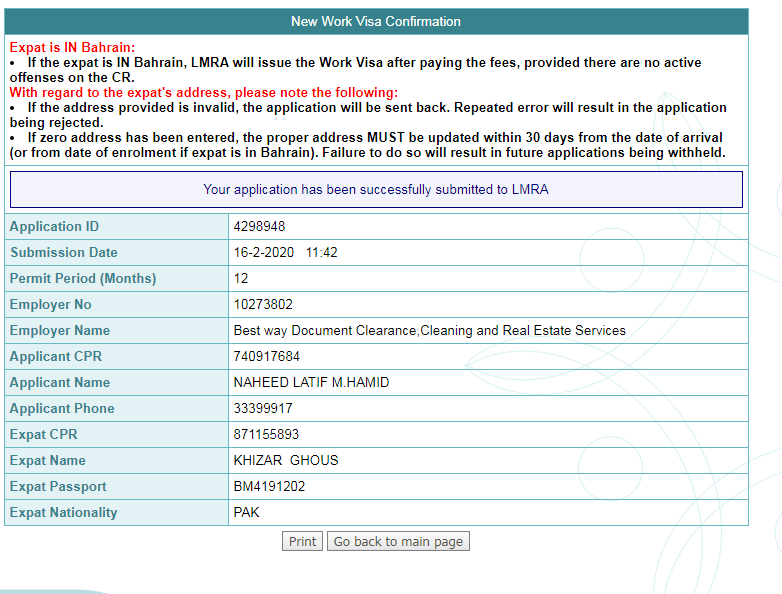 New Work Visa Confirmation
Expat is IN Bahrain:
• If the expat is IN Bahrain, LMRA will issue the Work Visa after paying the fees, provided there are no active
offenses on the CR.
With regard to the expat's address, please note the following:
• If the address provided is invalid, the application will be sent back. Repeated error will result in the application
being rejected.
• If zero address has been entered, the proper address MUST be updated within 30 days from the date of arrival
(or from date of enrolment if expat is in Bahrain). Failure to do so will result in future applications being withheld.
Your application has been successfully submitted to LMRA
Application ID 4298948
Submission Date 16-2-2020 11:42
Permit Period (Months) 12
Employer No 10273802
Employer Name Best way Document Clearance,Cleaning and Real Estate Services
Applicant CPR 740917684
Applicant Name NAHEED LATIF M.HAMID
Applicant Phone 33399917
Expat CPR 871155893
Expat Name KHIZAR GHOUS
Expat Passport BM4191202
Expat Nationality PAK
Print Go back to main page